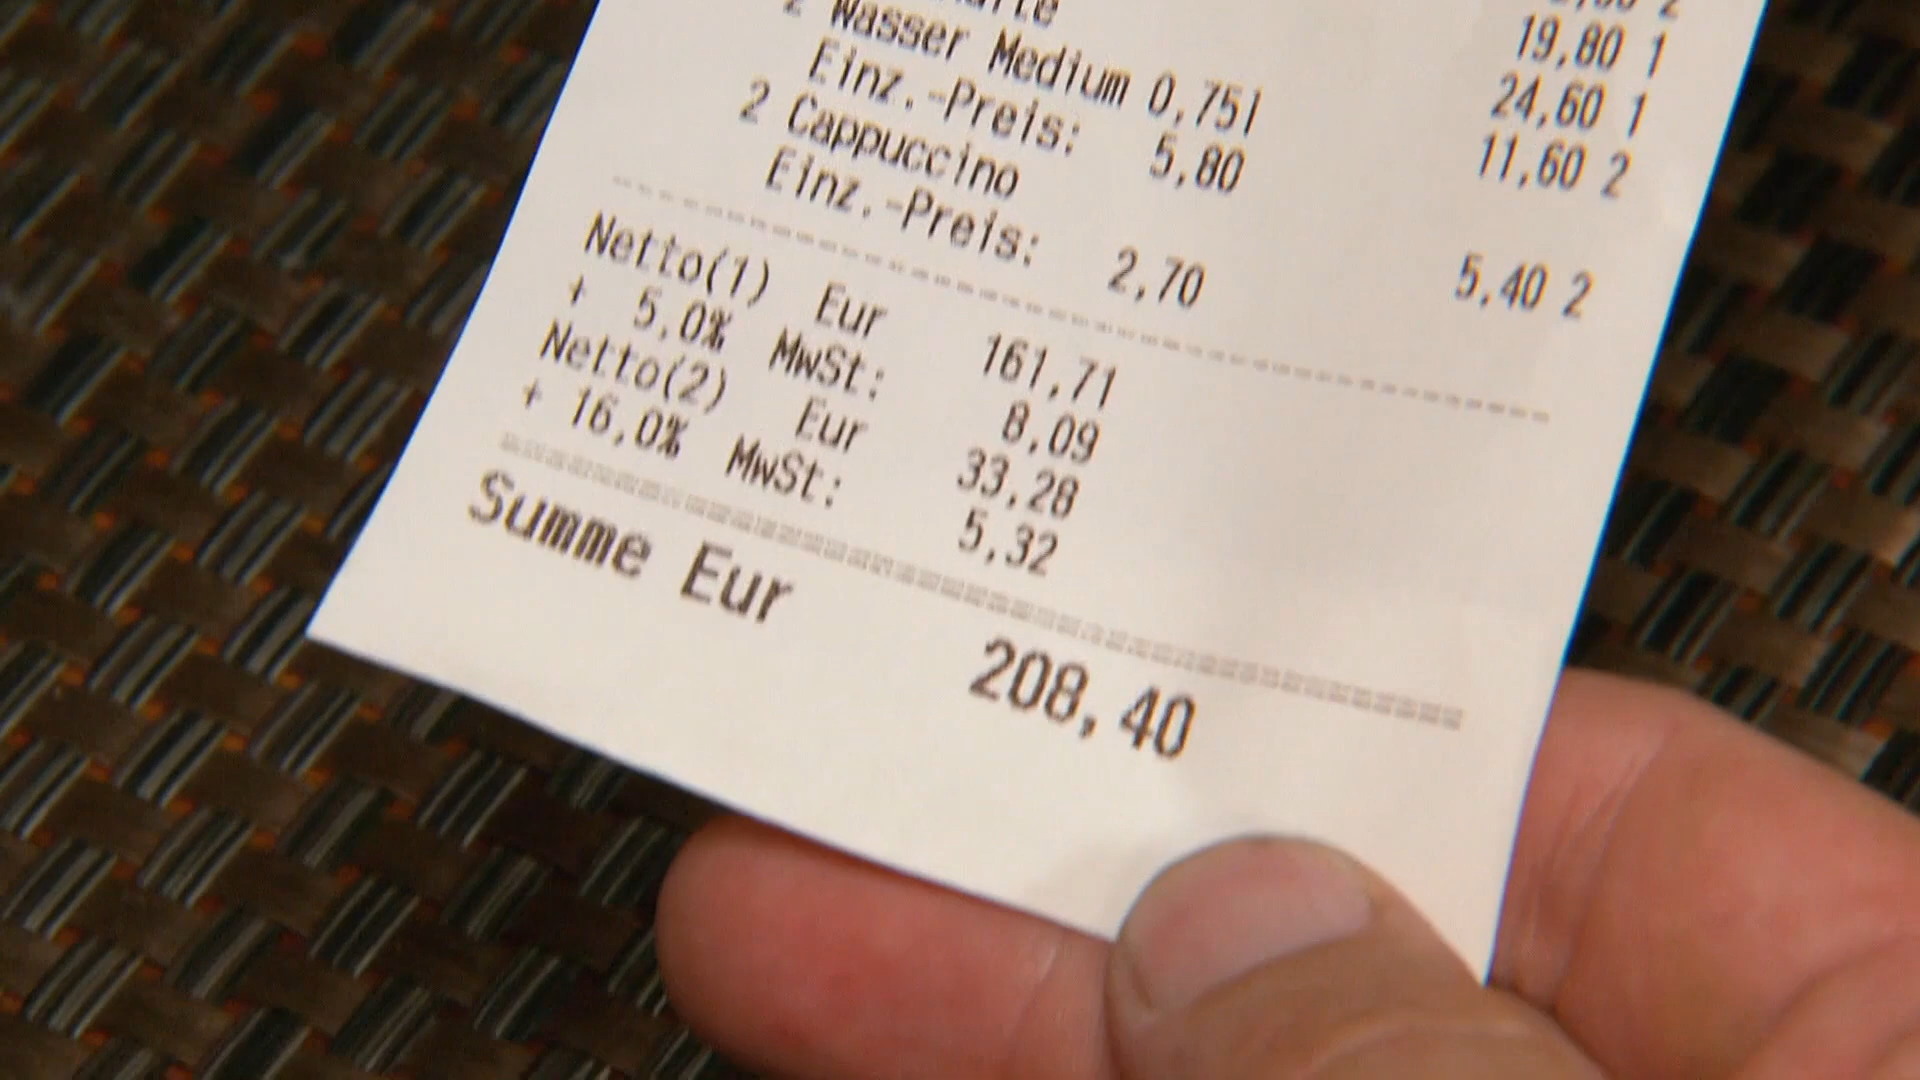 19,80 1
24,60 1
2 Wasser Medium 0,75l
Einz.-Preis: 5,80 11,60 2
2 Cappuccino
Einz.-Preis: 2,70 5,40 2
Netto(1) Eur 161,71
+ 5,0% MwSt: 8,09
Netto(2) Eur 33,28
+ 16,0% MwSt: 5,32
Summe Eur 208,40